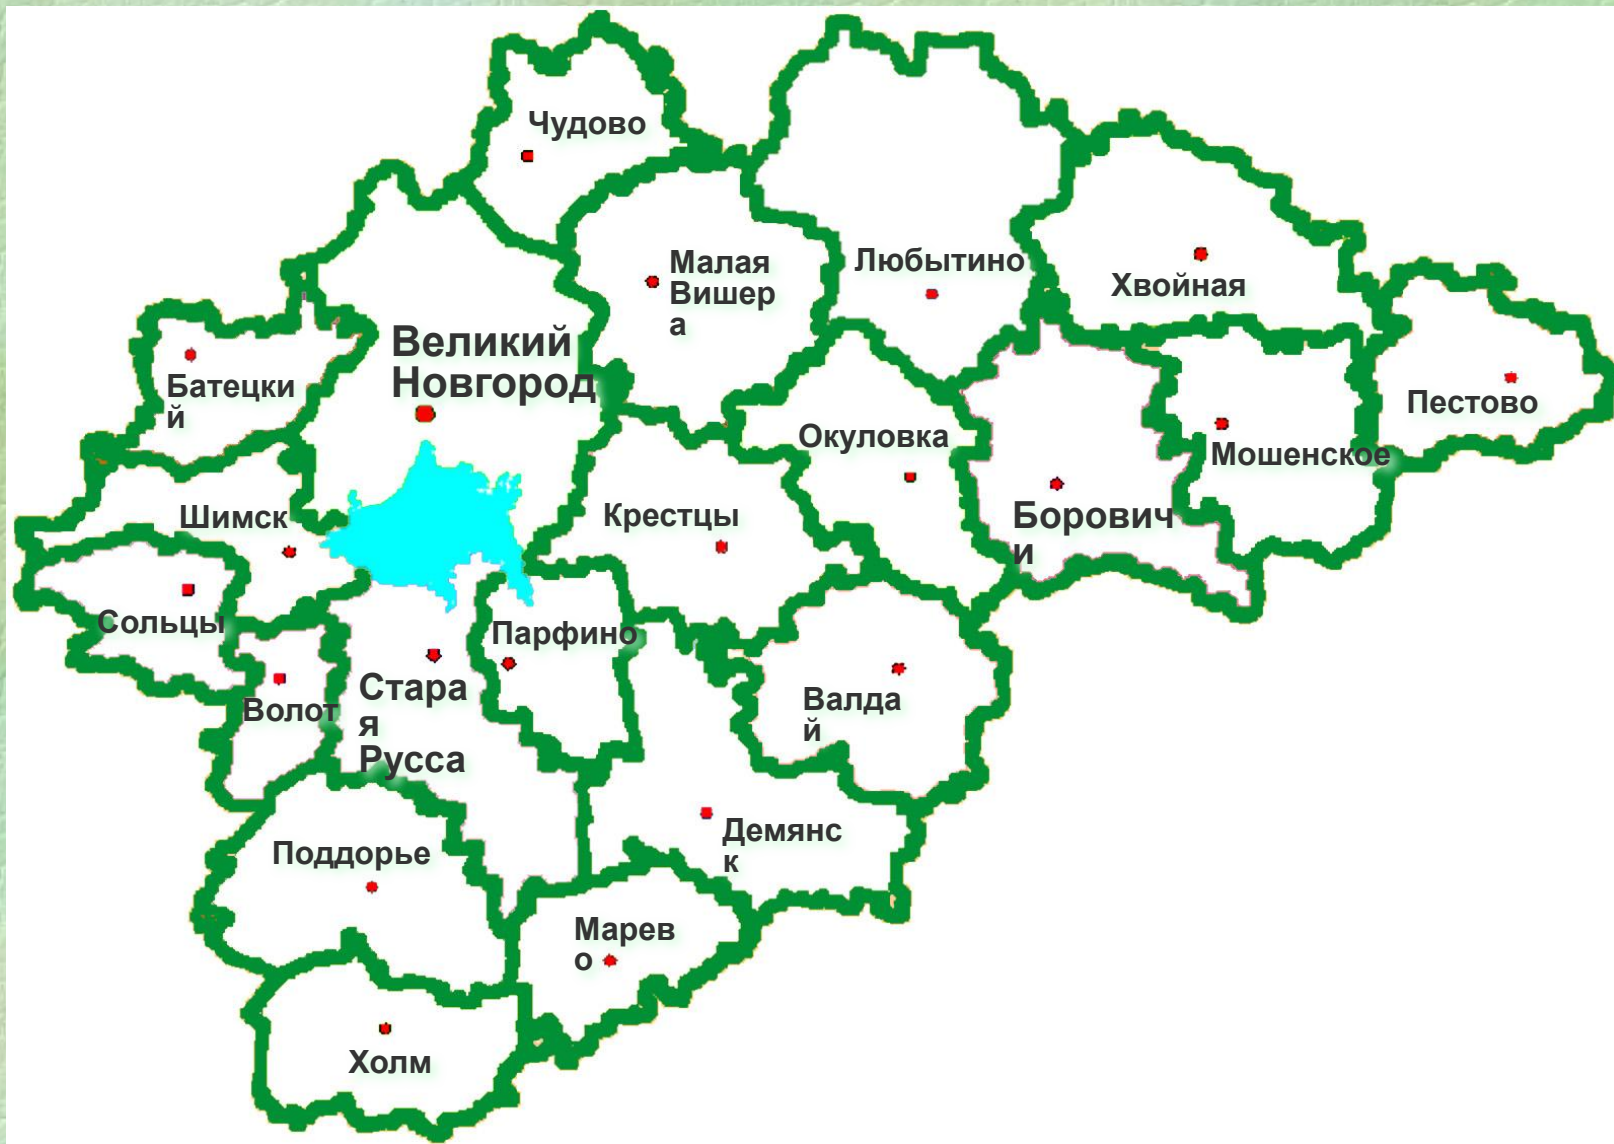 Чудово
Малая
Вишер
а
Любытино
Хвойная
Великий
Новгород
Батецки
й
Пестово
Окуловка
Мошенское
Шимск
Крестцы
Борович
и
Сольцы
Парфино
Волот
Стара
я
Русса
Валда
й
Демянс
к
Поддорье
Марев
о
Холм